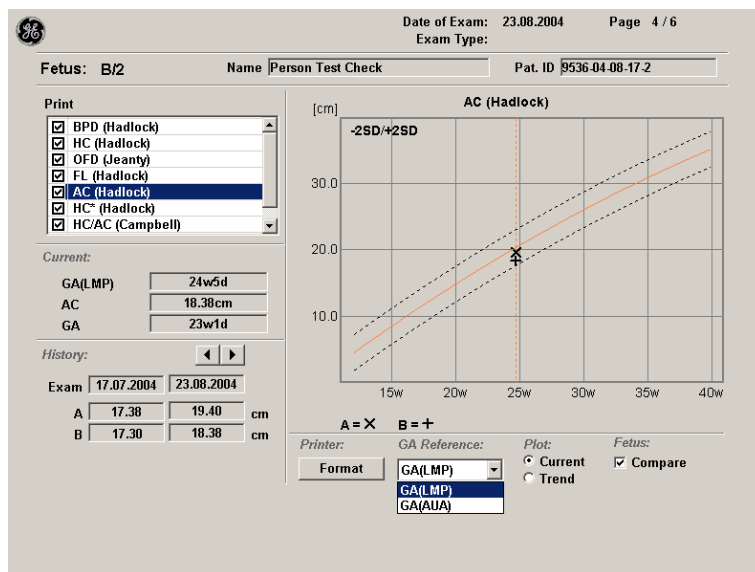 Date of Exam: 23.08.2004 Page 4 / 6
Exam Type:
Fetus: B/2 Name Person Test Check Pat. ID 9536-04-08-17-2
Print
BPD (Hadlock)
HC (Hadlock)
OFD (Jeanty)
FL (Hadlock)
AC (Hadlock)
HC* (Hadlock)
HC/AC (Campbell)
Current:
GA(LMP) 24w5d
AC 18.38cm
GA 23w1d
History:
Exam 17.07.2004 23.08.2004
A 17.38 19.40 cm
B 17.30 18.38 cm
[cm] AC (Hadlock)
-2SD/+2SD
30.0
20.0
10.0
15w 20w 25w 30w 35w 40w
A = × B = +
Printer: GA Reference: Plot: Fetus:
Format GA(LMP) Current Compare
GA(LMP) Trend
GA(AUA)